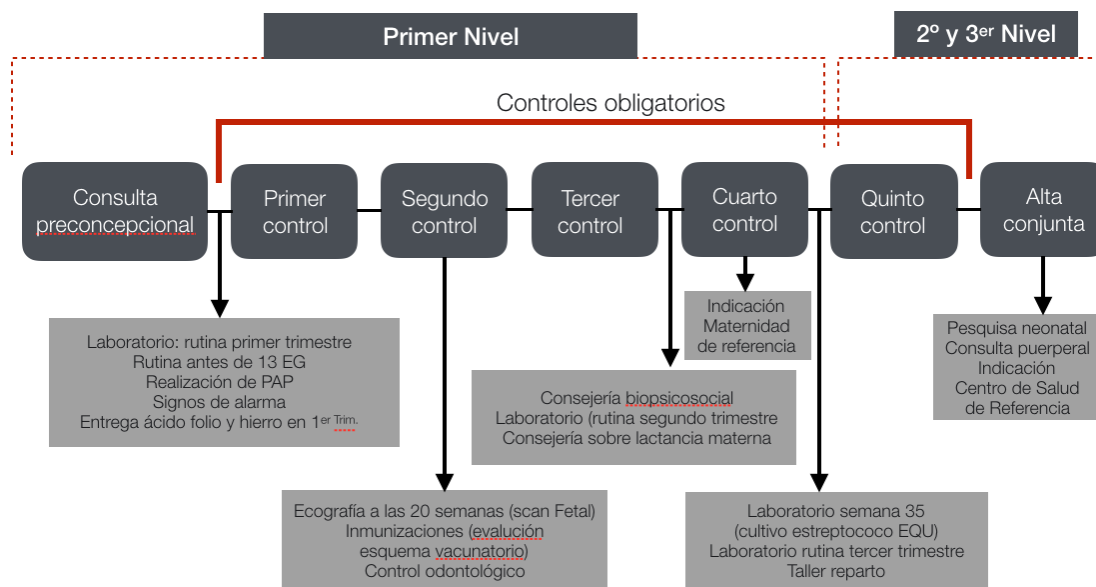 Primer Nivel
2º y 3er Nivel
Controles obligatorios
Consulta
preconcepcional
Primer
control
Segundo
control
Tercer
control
Cuarto
control
Quinto
control
Alta
conjunta
Laboratorio: rutina primer trimestre
Rutina antes de 13 EG
Realización de PAP
Signos de alarma
Entrega ácido folio y hierro en 1er Trim.
Ecografía a las 20 semanas (scan Fetal)
Inmunizaciones (evalución
esquema vacunatorio)
Control odontológico
Consejería biopsicosocial
Laboratorio (rutina segundo trimestre
Consejería sobre lactancia materna
Indicación
Maternidad
de referencia
Laboratorio semana 35
(cultivo estreptococo EQU)
Laboratorio rutina tercer trimestre
Taller reparto
Pesquisa neonatal
Consulta puerperal
Indicación
Centro de Salud
de Referencia